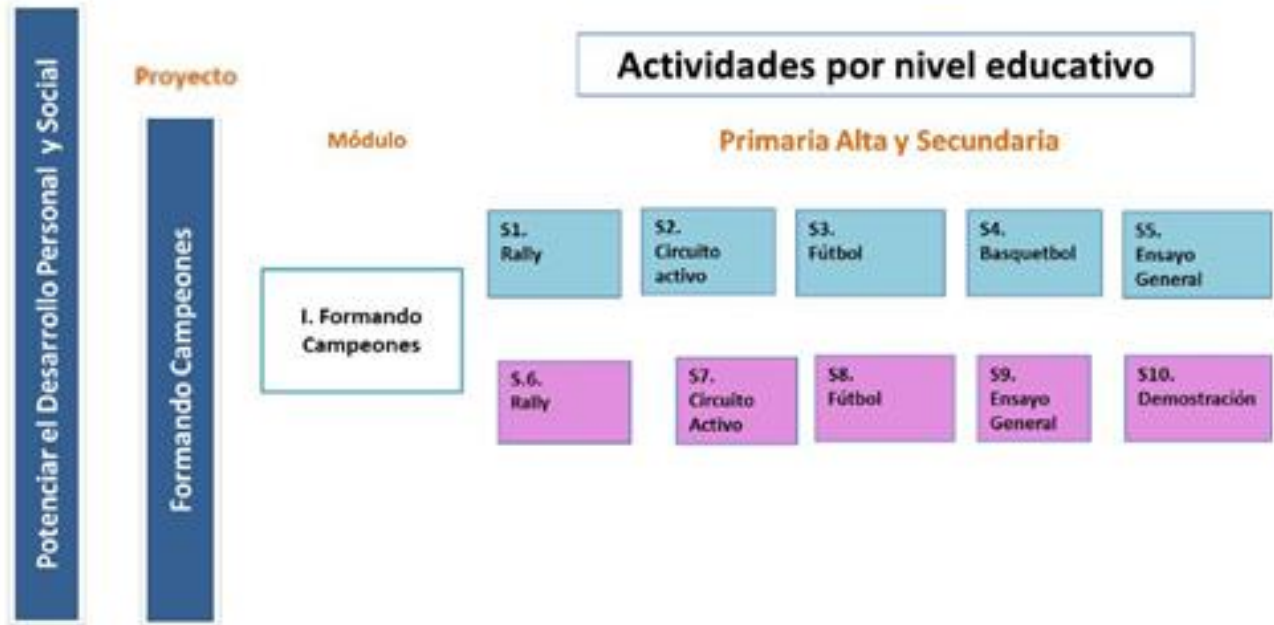 Potenciar el Desarrollo Personal y Social
Proyecto
Formando Campeones
Actividades por nivel educativo
Módulo
Primaria Alta y Secundaria
I. Formando
Campeones
S1.
Rally
S2.
Circuito
activo
S3.
Fútbol
S4.
Basquetbol
S5.
Ensayo
General
S.6.
Rally
S7.
Circuito
Activo
S8.
Fútbol
S9.
Ensayo
General
S10.
Demostración